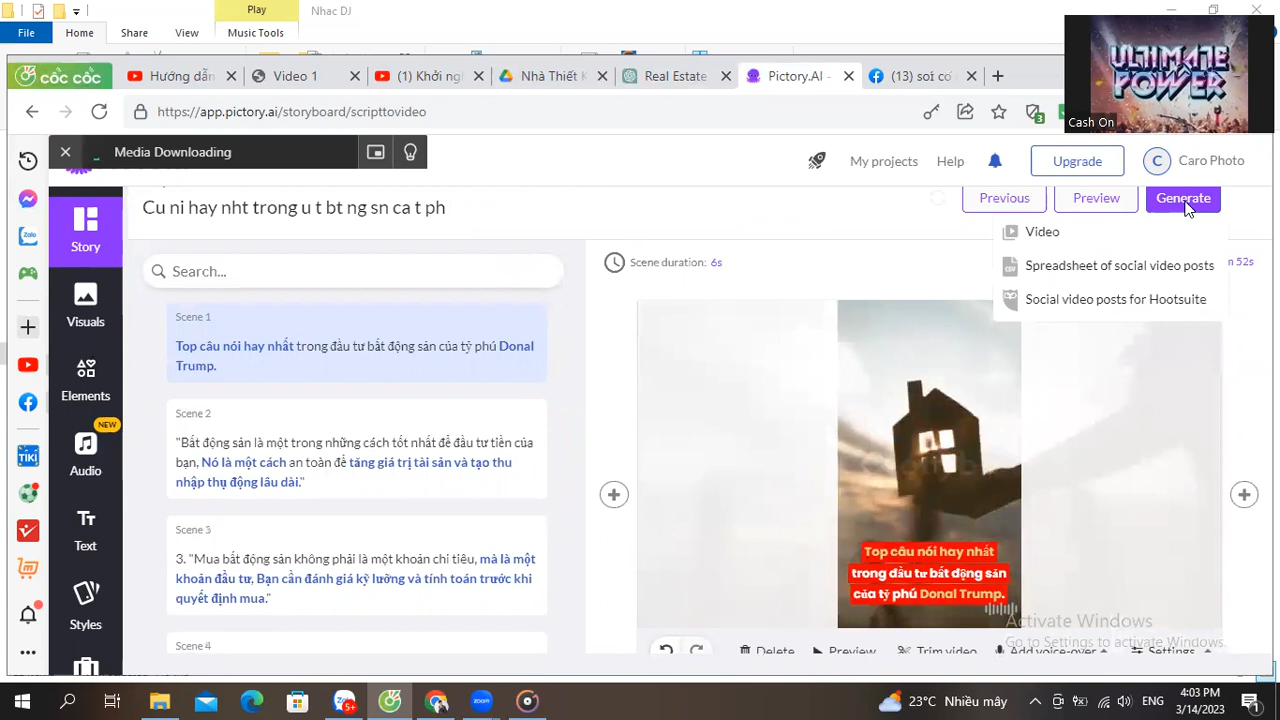 Play
Nhac DJ
File
Home
Share
View
Music Tools
ULTIMATE
POWER
Cash On
CỐC CỐC
Hướng dẫn
Video 1
(1) Khởi ng
Nhà Thiết K
Real Estate
Pictory.AI -
(13) soi có
https://app.pictory.ai/storyboard/scripttovideo
3
Media Downloading
My projects
Help
Upgrade
C
Caro Photo
Cu ni hay nht trong u t bt ng sn ca t ph
Previous
Preview
Generate
Video
Spreadsheet of social video posts
Social video posts for Hootsuite
52s
Story
Visuals
Elements
NEW
Audio
Text
Styles
Zalo
TIKI
Search...
Scene duration: 6s
Scene 1
Top câu nói hay nhất trong đầu tư bất động sản của tỷ phú Donal
Trump.
Scene 2
"Bất động sản là một trong những cách tốt nhất để đầu tư tiền của
bạn, Nó là một cách an toàn để tăng giá trị tài sản và tạo thu
nhập thụ động lâu dài."
Scene 3
3. "Mua bất động sản không phải là một khoản chi tiêu, mà là một
khoản đầu tư, Bạn cần đánh giá kỹ lưỡng và tính toán trước khi
quyết định mua."
Scene 4
Top câu nói hay nhất
trong đầu tư bất động sản
của tỷ phú Donal Trump.
Activate Windows
Go to Settings to activate Windows.
Delete
Preview
Trim video
Add voice-over
Settings
5+
zoom
23°C Nhiều mây
ENG
4:03 PM
3/14/2023
1